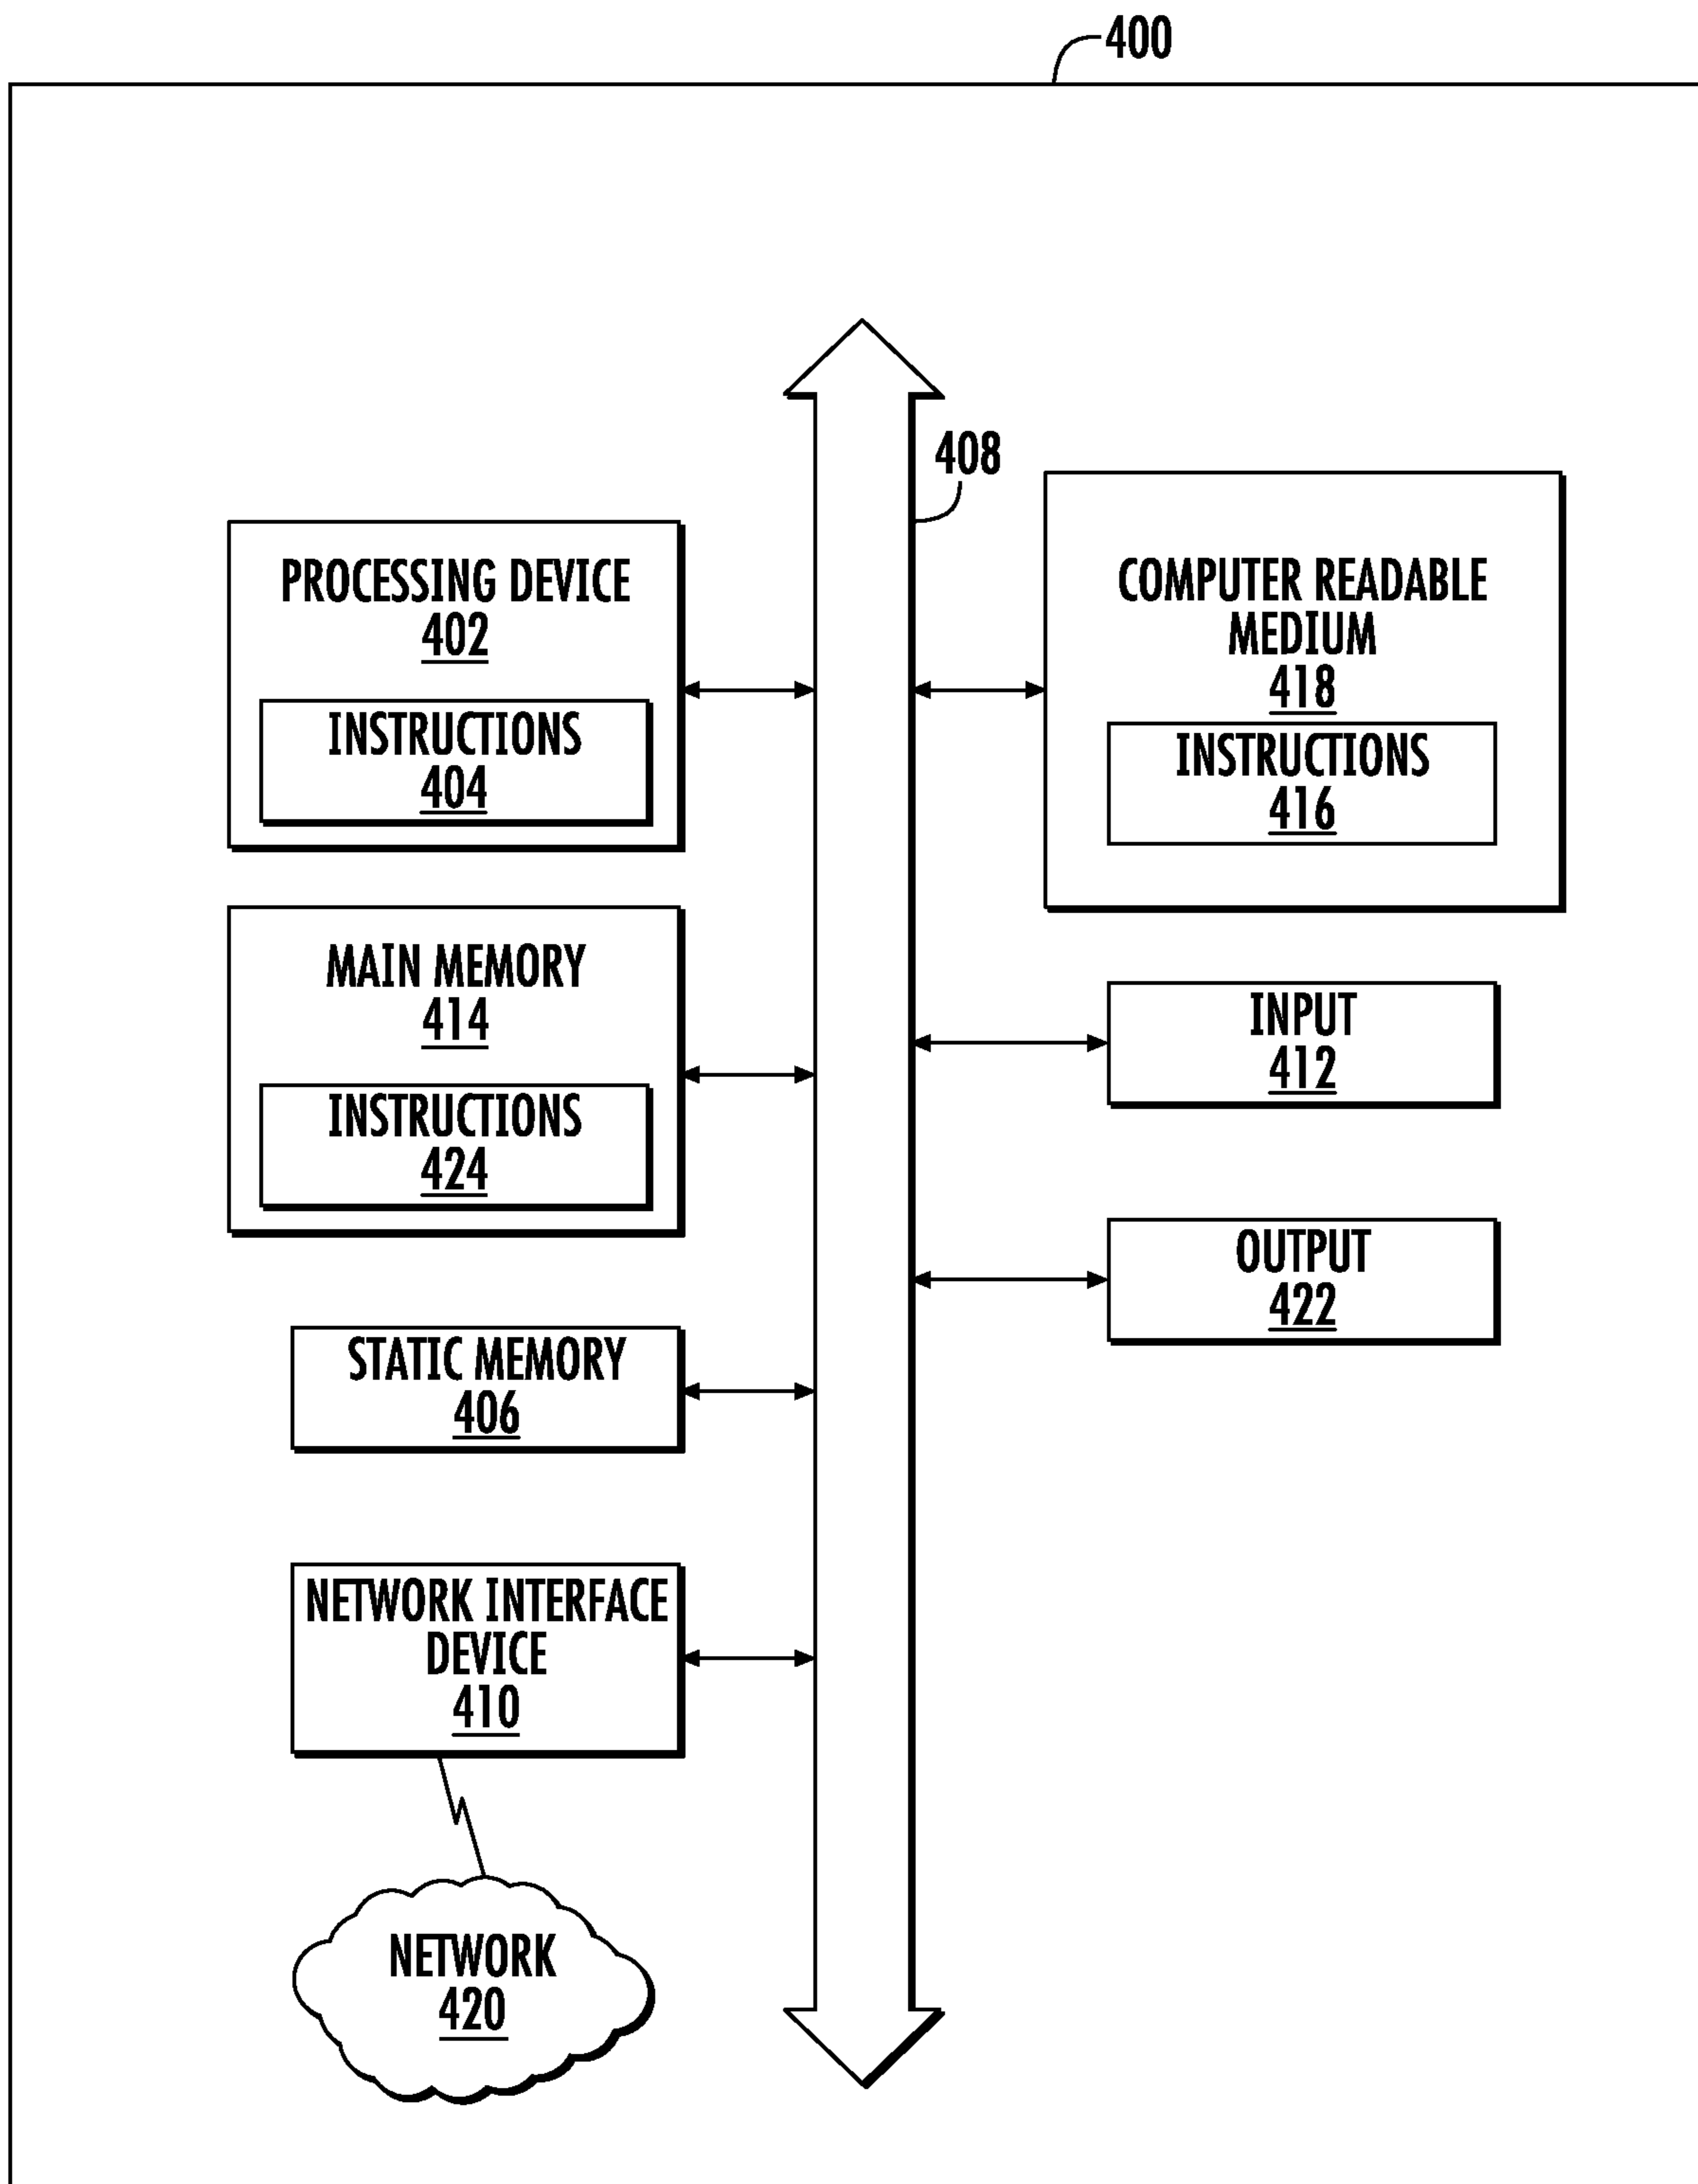 400
408
PROCESSING DEVICE
402
INSTRUCTIONS
404
COMPUTER READABLE
MEDIUM
418
INSTRUCTIONS
416
MAIN MEMORY
414
INSTRUCTIONS
424
INPUT
412
OUTPUT
422
STATIC MEMORY
406
NETWORK INTERFACE
DEVICE
410
NETWORK
420